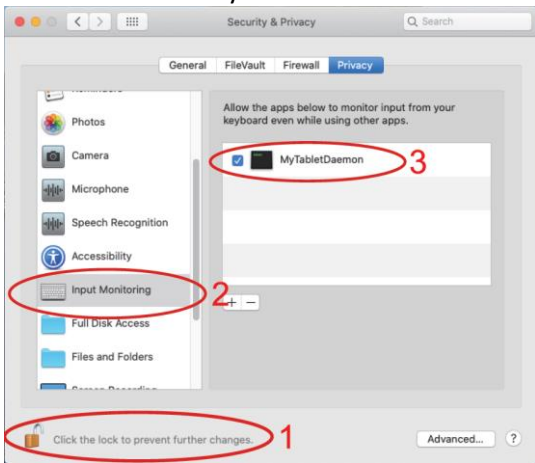 Security & Privacy
Search
General FileVault Firewall Privacy
Photos
Camera
Microphone
Speech Recognition
Accessibility
Input Monitoring
Full Disk Access
Files and Folders
Allow the apps below to monitor input from your
keyboard even while using other apps.
MyTabletDaemon
3
2
+ −
Click the lock to prevent further changes.
1
Advanced...
?